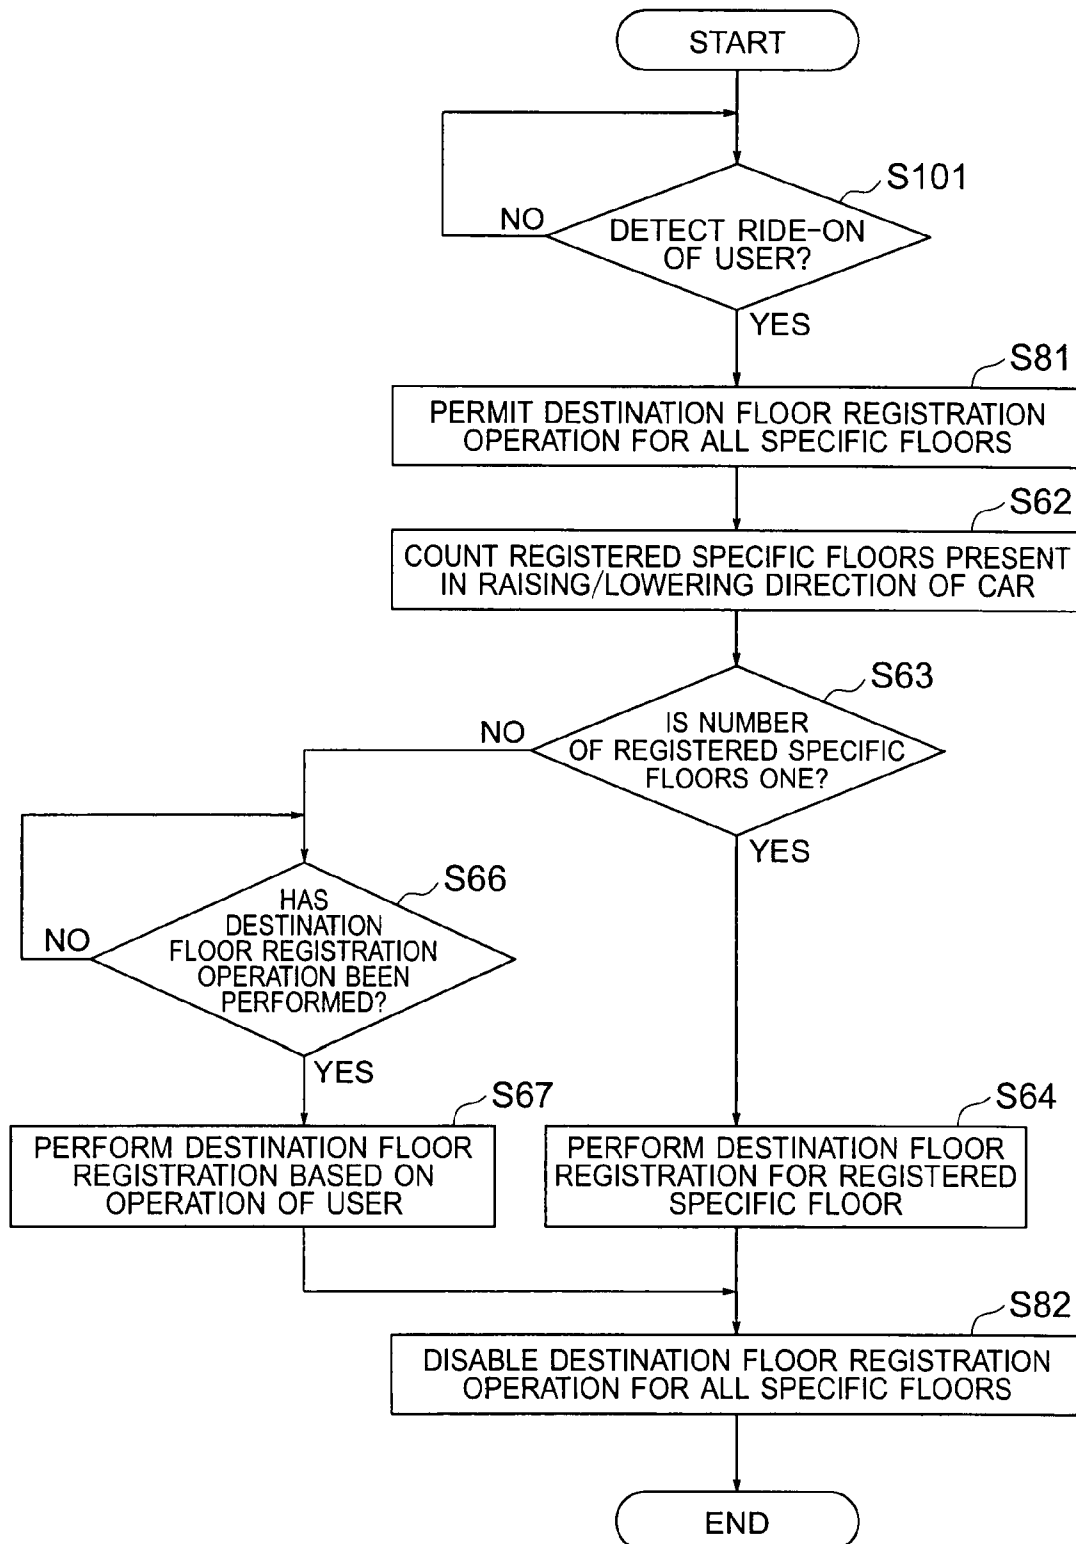 START
S101
NO
DETECT RIDE-ON
OF USER?
YES
S81
PERMIT DESTINATION FLOOR REGISTRATION
OPERATION FOR ALL SPECIFIC FLOORS
S62
COUNT REGISTERED SPECIFIC FLOORS PRESENT
IN RAISING/LOWERING DIRECTION OF CAR
S63
NO
IS NUMBER
OF REGISTERED SPECIFIC
FLOORS ONE?
YES
S66
NO
HAS
DESTINATION
FLOOR REGISTRATION
OPERATION BEEN
PERFORMED?
YES
S67
PERFORM DESTINATION FLOOR
REGISTRATION BASED ON
OPERATION OF USER
S64
PERFORM DESTINATION FLOOR
REGISTRATION FOR REGISTERED
SPECIFIC FLOOR
S82
DISABLE DESTINATION FLOOR REGISTRATION
OPERATION FOR ALL SPECIFIC FLOORS
END